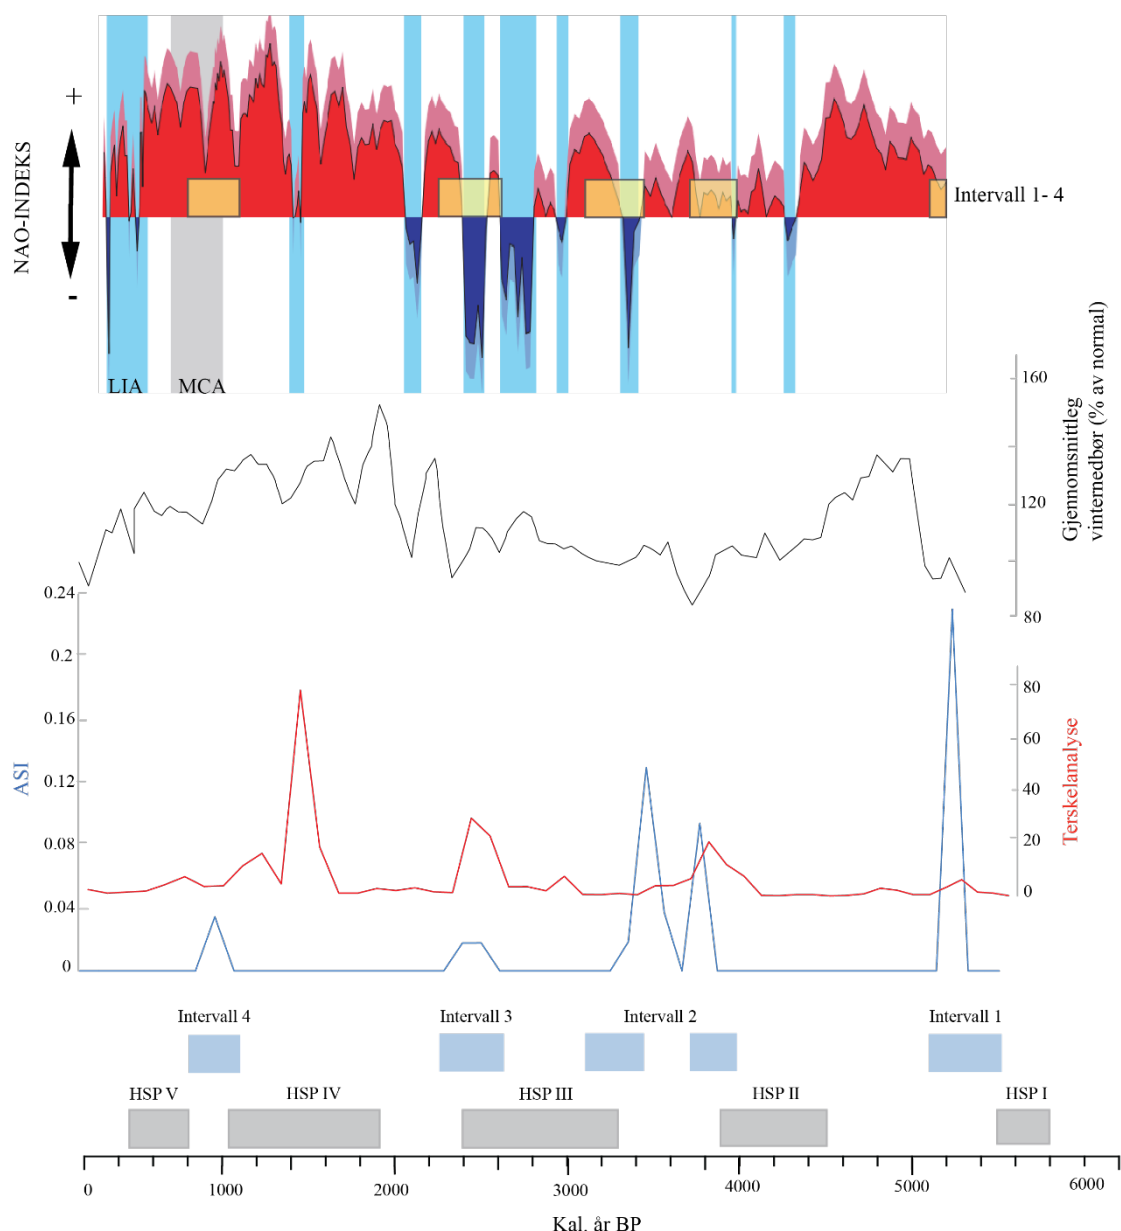 +
NAO-INDEKS
-
Intervall 1- 4
LIA
MCA
160
120
80
Gjennomsnittleg
vinternedbør (% av normal)
0.24
0.2
0.16
0.12
0.08
0.04
0
ASI
80
60
40
20
0
Terskelanalyse
Intervall 4
Intervall 3
Intervall 2
Intervall 1
HSP V
HSP IV
HSP III
HSP II
HSP I
0
1000
2000
3000
4000
5000
6000
Kal. år BP